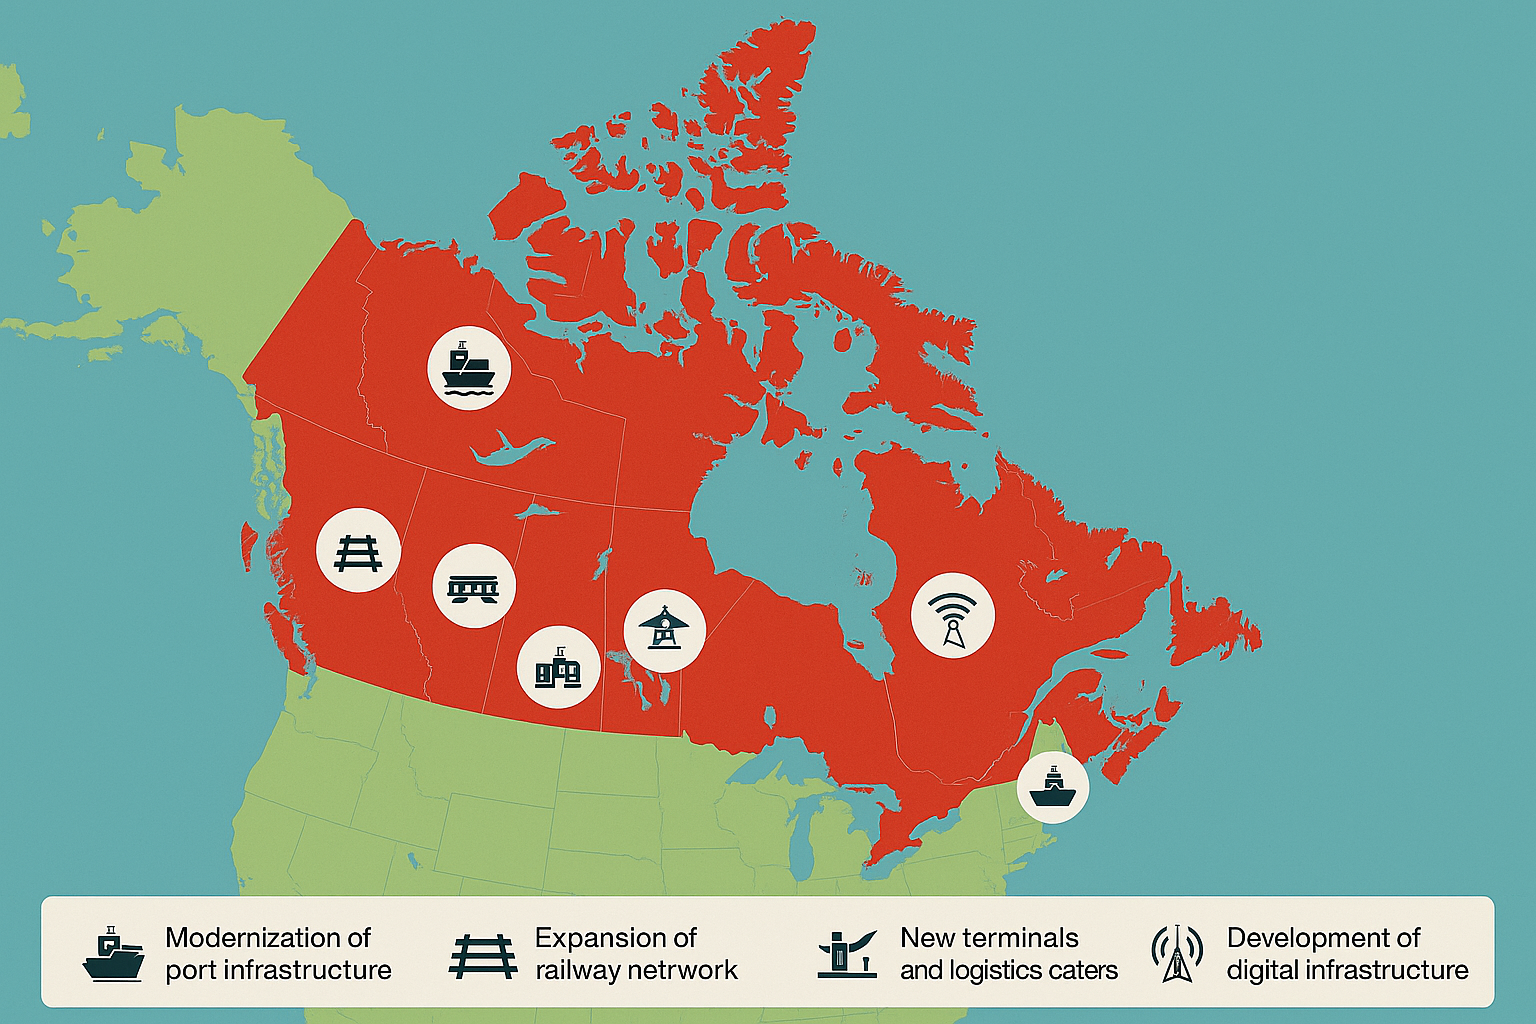 Modernization of
port infrastructure
Expansion of
railway netrwork
New terminals
and logistics caters
Development of
digital infrastructure